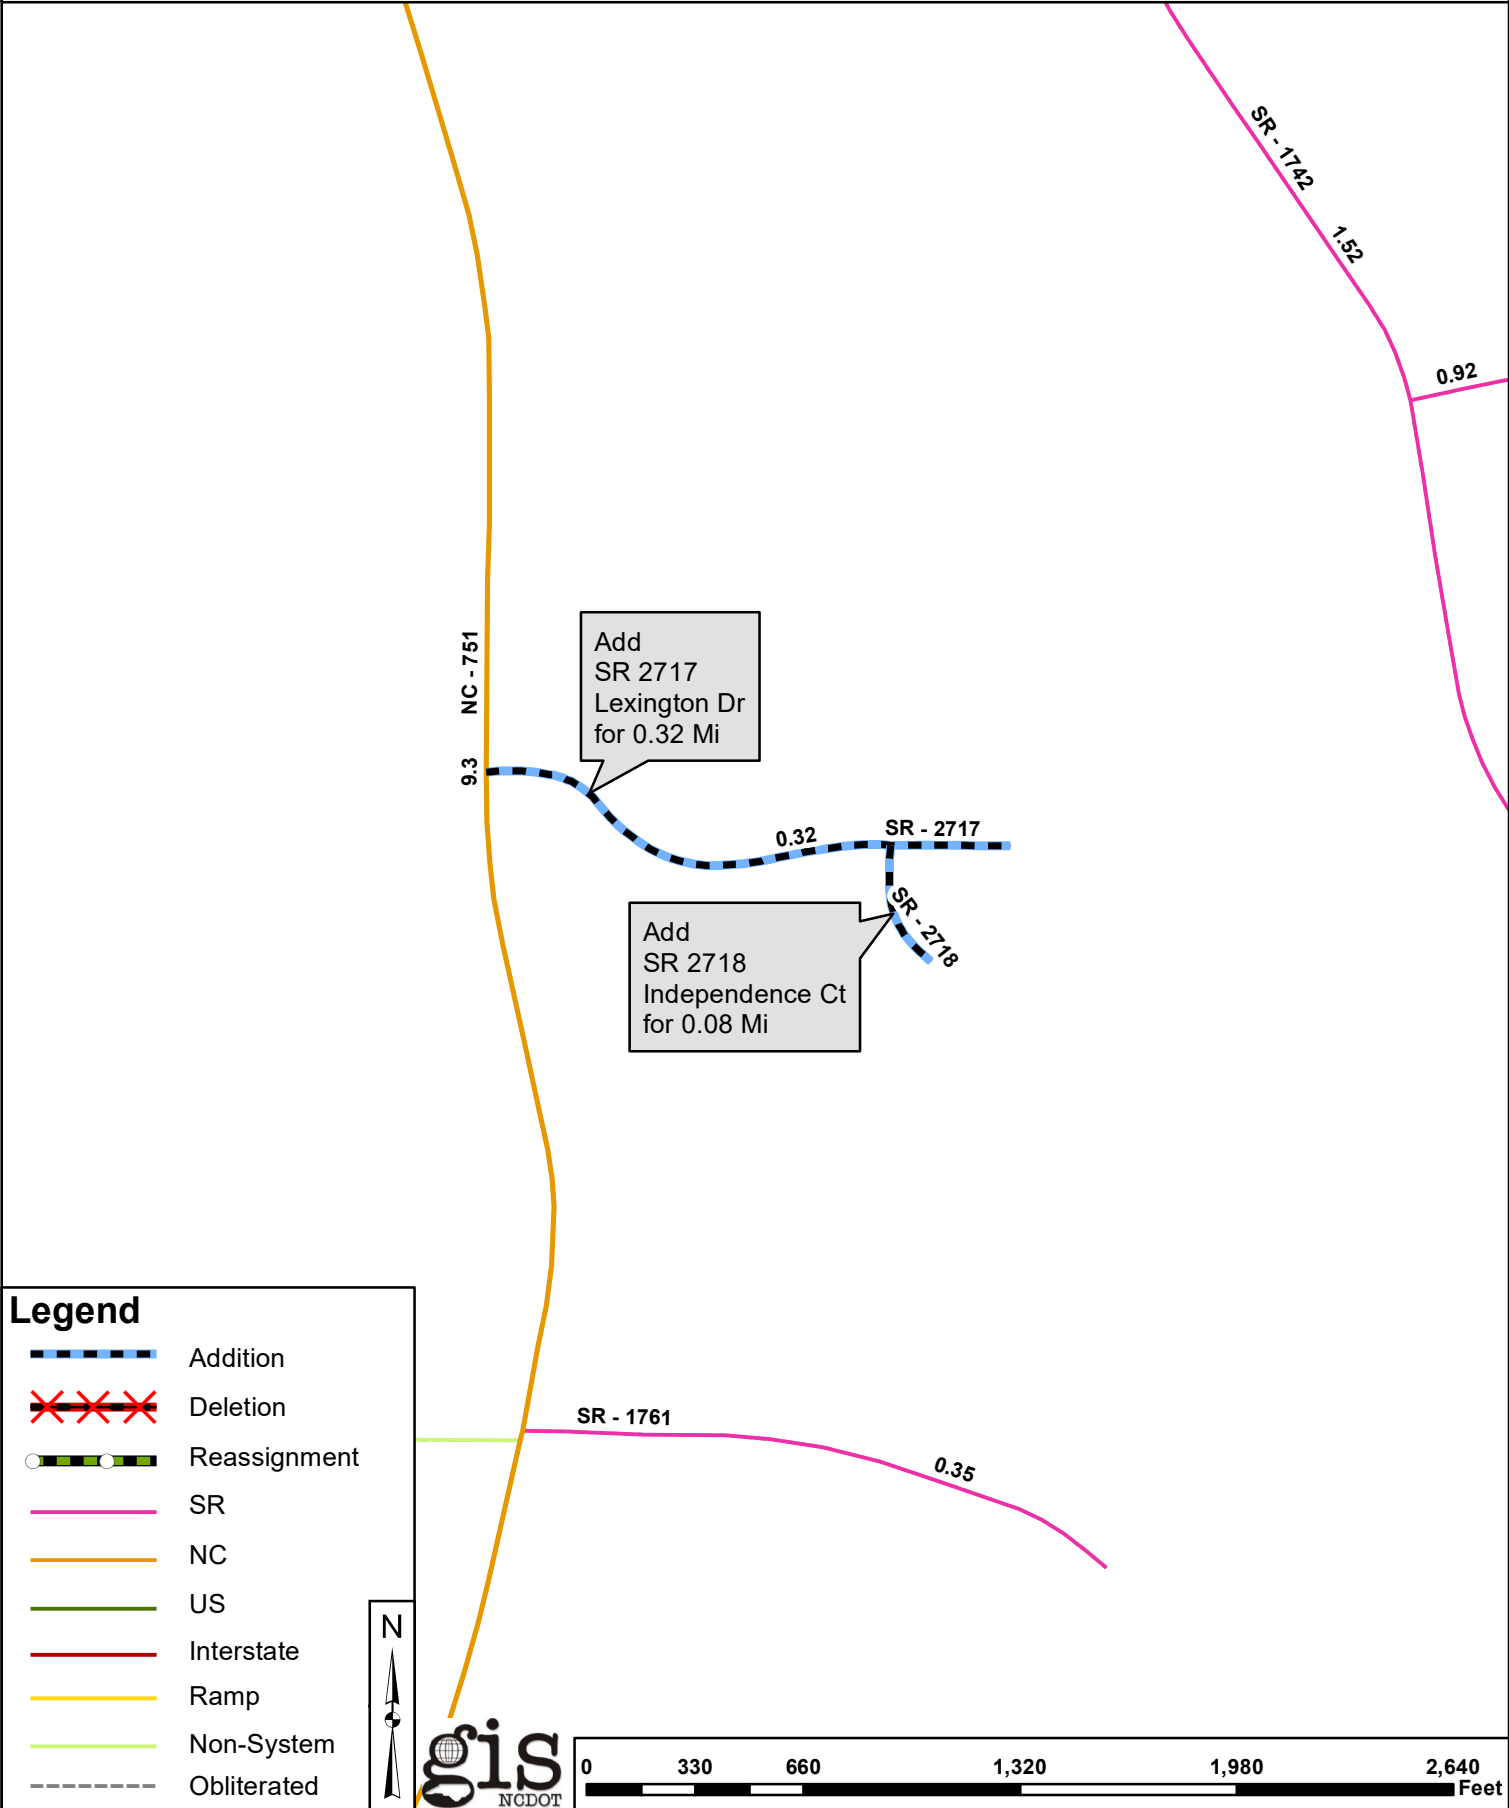 SR - 1742
1.52
0.92
NC - 751
9.3
Add
SR 2717
Lexington Dr
for 0.32 Mi
0.32
SR - 2717
SR - 2718
Add
SR 2718
Independence Ct
for 0.08 Mi
SR - 1761
0.35
Legend
Addition
Deletion
Reassignment
SR
NC
US
Interstate
Ramp
Non-System
Obliterated
N
gis
NCDOT
0 330 660 1,320 1,980 2,640
Feet